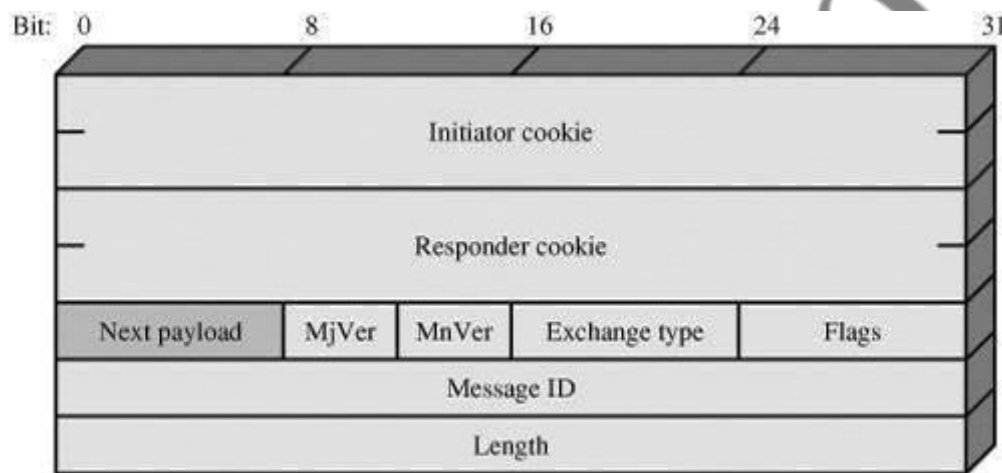 Bit: 0 8 16 24 31
Initiator cookie
Responder cookie
Next payload MjVer MnVer Exchange type Flags
Message ID
Length